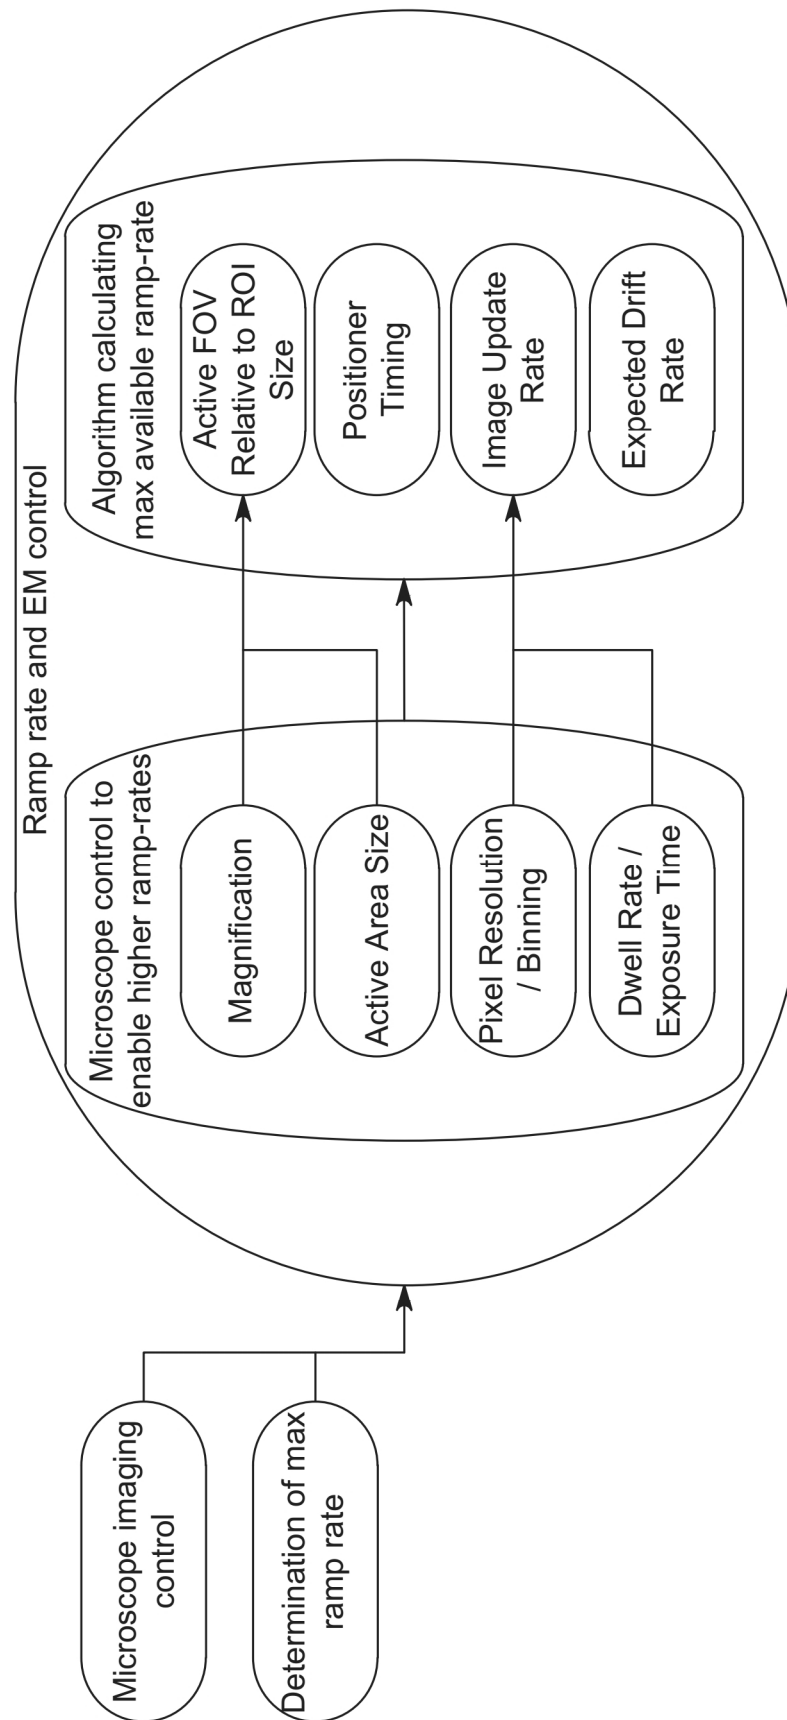 Ramp rate and EM control
Microscope imaging
control
Determination of max
ramp rate
Microscope control to
enable higher ramp-rates
Magnification
Active Area Size
Pixel Resolution
/ Binning
Dwell Rate /
Exposure Time
Algorithm calculating
max available ramp-rate
Active FOV
Relative to ROI
Size
Positioner
Timing
Image Update
Rate
Expected Drift
Rate